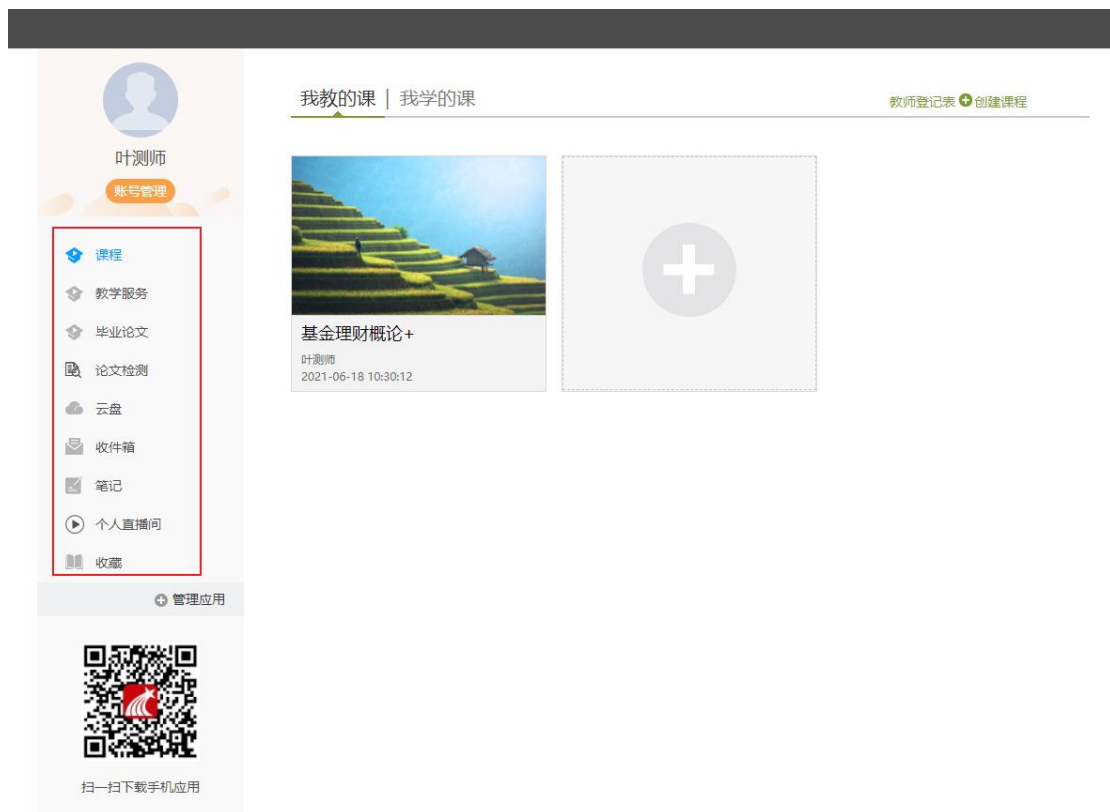 叶测师
账号管理
课程
教学服务
毕业论文
论文检测
云盘
收件箱
笔记
个人直播间
收藏
管理应用
扫一扫下载手机应用
我教的课 | 我学的课
教师登记表 创建课程
基金理财概论+
叶测师
2021-06-18 10:30:12